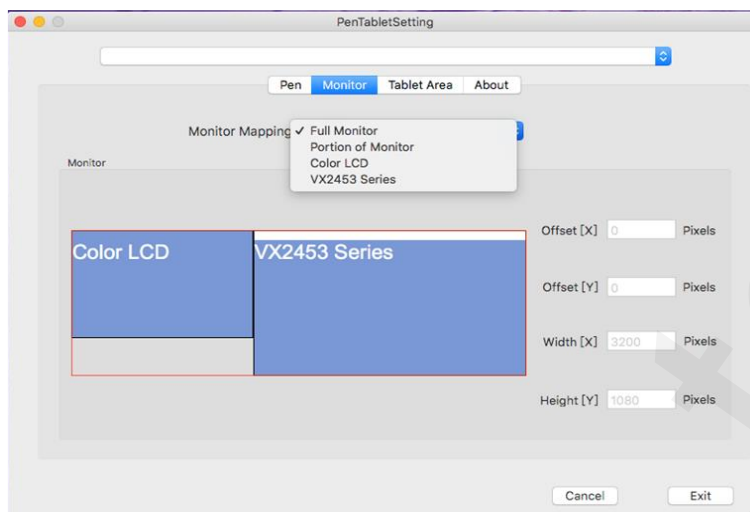 PenTabletSetting
Pen Monitor Tablet Area About
Monitor Mapping ✓ Full Monitor
Portion of Monitor
Color LCD
VX2453 Series
Monitor
Color LCD VX2453 Series
Offset [X] 0 Pixels
Offset [Y] 0 Pixels
Width [X] 3200 Pixels
Height [Y] 1080 Pixels
Cancel Exit